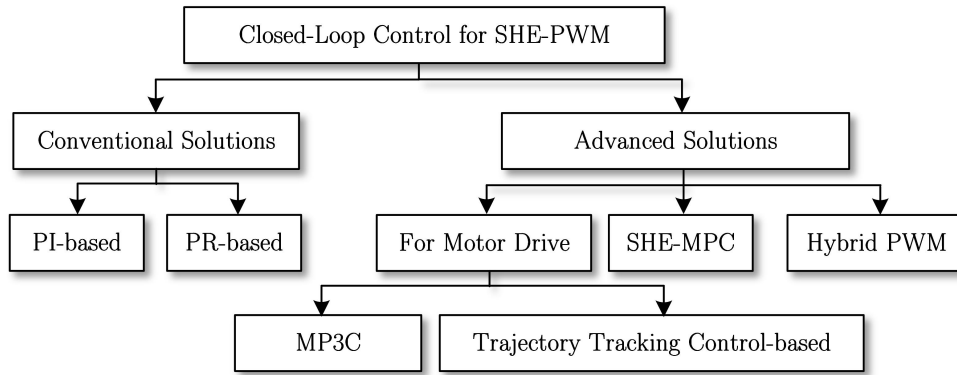 Closed-Loop Control for SHE-PWM
Conventional Solutions
Advanced Solutions
PI-based
PR-based
For Motor Drive
SHE-MPC
Hybrid PWM
MP3C
Trajectory Tracking Control-based